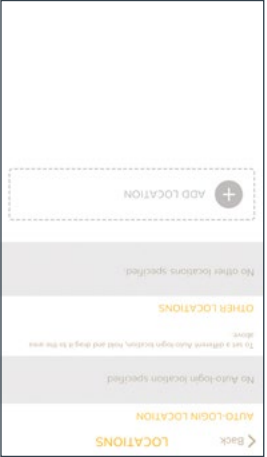 Back
LOCATIONS
AUTO-LOGIN LOCATION
No Auto-login location specified
To set a different Auto login location, hold and drag it to the area
above.
OTHER LOCATIONS
No other locations specified.
ADD LOCATION